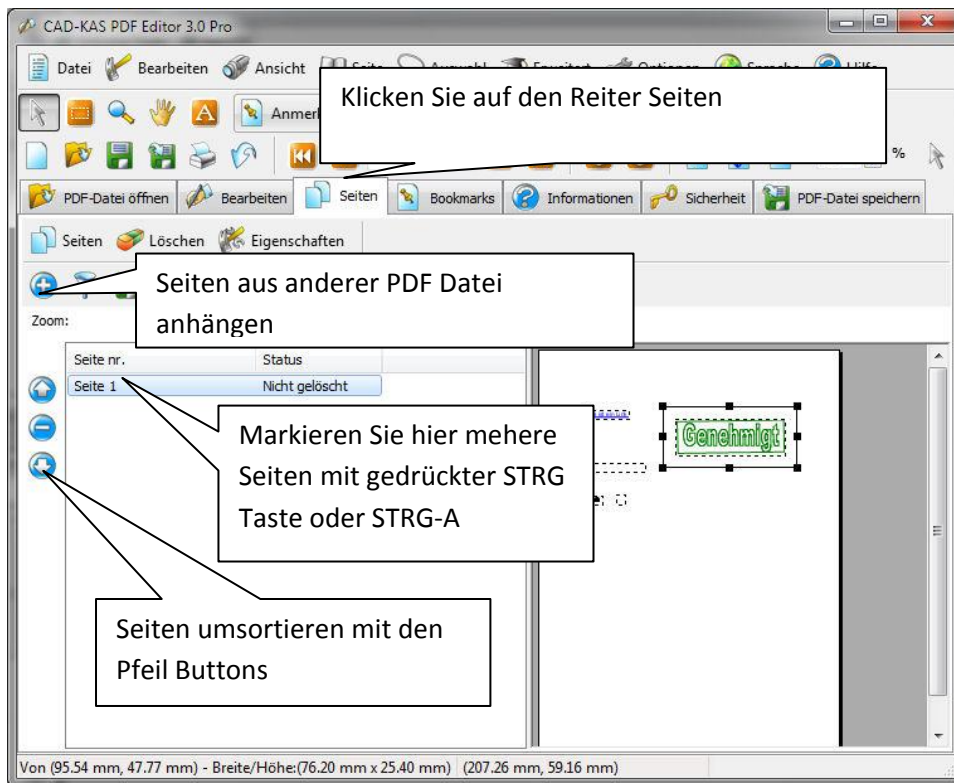 CAD-KAS PDF Editor 3.0 Pro
Datei Bearbeiten Ansicht
Klicken Sie auf den Reiter Seiten
%
PDF-Datei öffnen Bearbeiten Seiten Bookmarks Informationen Sicherheit PDF-Datei speichern
Seiten Löschen Eigenschaften
Seiten aus anderer PDF Datei
anhängen
Zoom:
Seite nr. Status
Seite 1 Nicht gelöscht
Genehmigt
Markieren Sie hier mehere
Seiten mit gedrückter STRG
Taste oder STRG-A
Seiten umsortieren mit den
Pfeil Buttons
Von (95.54 mm, 47.77 mm) - Breite/Höhe:(76.20 mm x 25.40 mm) (207.26 mm, 59.16 mm)